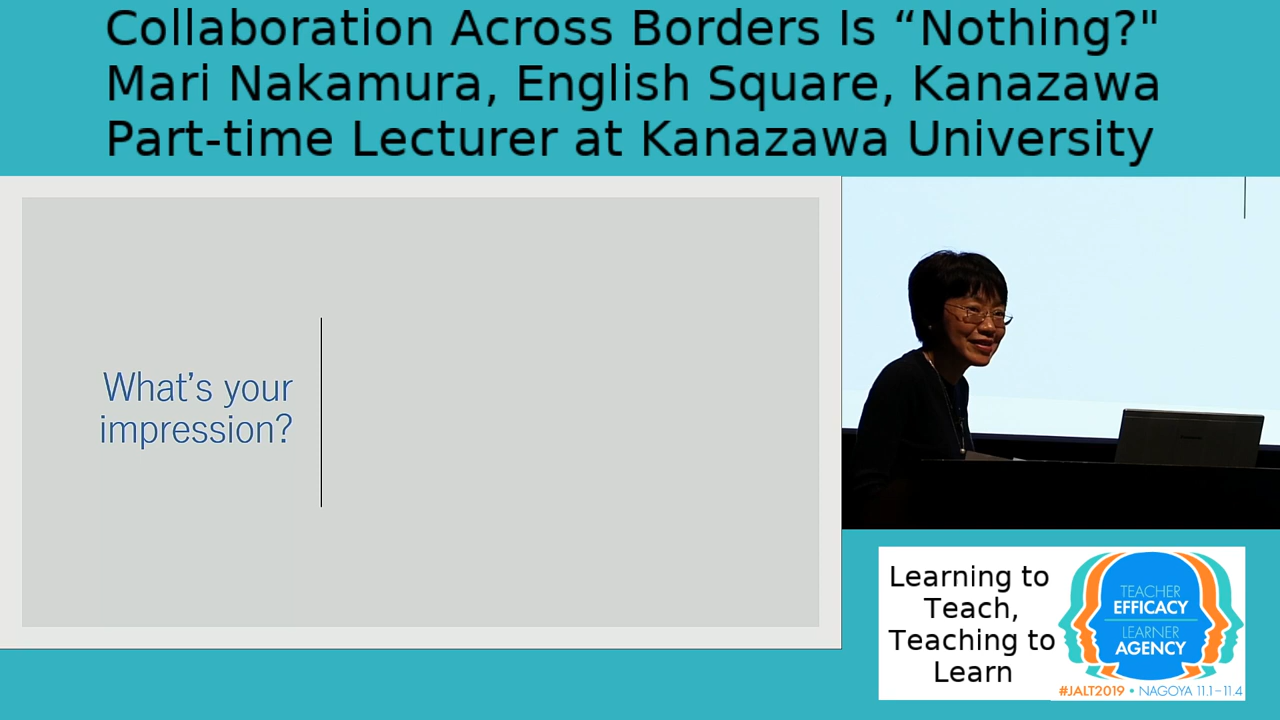 Collaboration Across Borders Is “Nothing?"
Mari Nakamura, English Square, Kanazawa
Part-time Lecturer at Kanazawa University
What's your
impression?
Learning to
Teach,
Teaching to
Learn
TEACHER
EFFICACY
LEARNER
AGENCY
#JALT2019 • NAGOYA 11.1–11.4